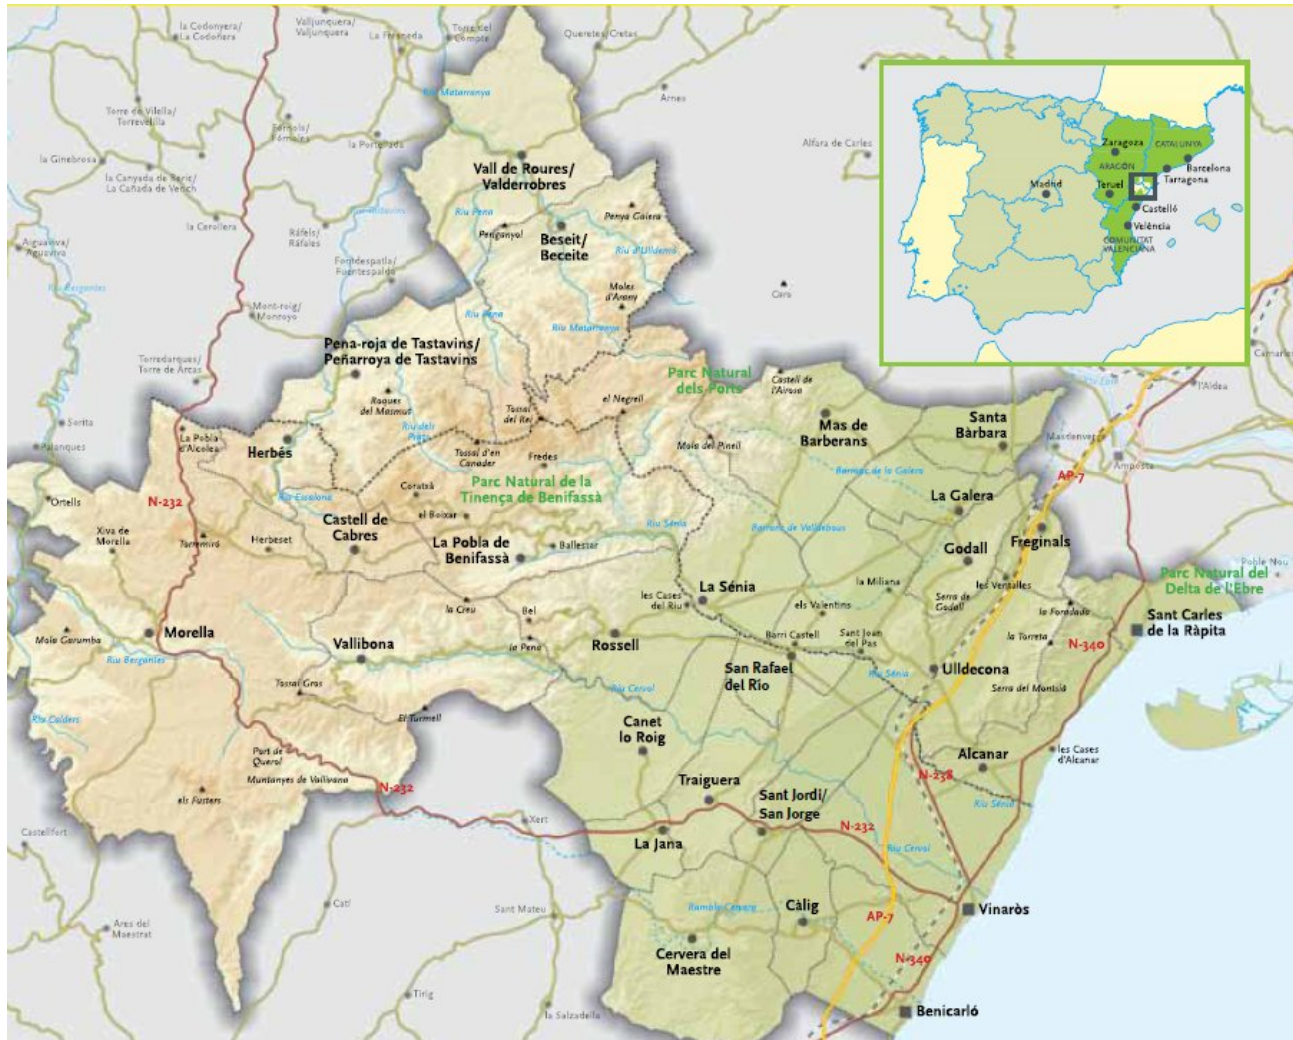 la Codonyera/
La Codoñera
Valljunquera/
Valjunquera
La Fresneda
Torre del
Compte
Queretes/Cretas
Riu Matarranya
Arnes
Torre de Vilella/
Torrevelilla
Fórnols/
Fórnoles
la Portellada
Alfara de Carles
la Ginebrosa
la Canyada de Beric/
La Cañada de Verich
Vall de Roures/
Valderrobres
la Cerollera
Ràfels/
Ráfales
Riu Pena
Perigañol
Penya Galera
Beseit/
Beceite
Riu d'Ulldemó
Aiguaviva/
Aguaviva
Riu Bergantes
Fontdespatla/
Fuentespalda
Moles
d'Arany
Caro
Mont-roig/
Monroyo
Riu Pena
Riu Matarranya
Zaragoza
CATALUNYA
Barcelona
ARAGÓN
Tarragona
Madrid
Teruel
Castelló
València
COMUNITAT
VALENCIANA
Pena-roja de Tastavins/
Peñarroya de Tastavins
Torredarques/
Torre de Arcas
Parc Natural
dels Ports
Castell de
l'Airosa
Roques
del Masmut
Tossal
del Rei
el Negrell
l'Aldea
Sorita
Palanques
La Pobla
d'Alcolea
Herbés
Riu dels
Prats
Tossal d'en
Canader
Fredes
Mola del Pinell
Mas de
Barberans
Santa
Bàrbara
Masdenverge
Amposta
Ortells
N-232
Riu Escalona
Coratxà
Parc Natural de la
Tinença de Benifassà
Barranc de la Galera
AP-7
La Galera
Xiva de
Morella
Torremiró
Herbeset
Castell de
Cabres
el Boixar
La Pobla de
Benifassà
Ballestar
Riu Sénia
Barranc de Valldebous
Godall
Freginals
Poble Nou
Parc Natural del
Delta de l'Ebre
la Creu
Bel
les Cases
del Riu
La Sénia
la Miliana
els Valentins
Serra de
Godall
les Ventalles
la Foradada
Sant Carles
de la Ràpita
Mola Garumba
Morella
Riu Bergantes
Vallibona
la Pena
Rossell
Barri Castell
Sant Joan
del Pas
la Torreta
N-340
San Rafael
del Río
Riu Sénia
Ulldecona
Serra del Montsià
Tossal Gros
Riu Cervol
Riu Calders
El Turmell
Canet
lo Roig
Port de
Querol
Alcanar
les Cases
d'Alcanar
Muntanyes de Vallivana
N-232
N-238
els Fusters
Traiguera
Sant Jordi/
San Jorge
Riu Sénia
Castellfort
Xert
La Jana
N-232
Riu Cervol
Catí
Sant Mateu
Rambla Cervera
Càlig
AP-7
Vinaròs
Ares del
Maestrat
Cervera del
Maestre
N-340
Tírig
la Salzadella
Benicarló